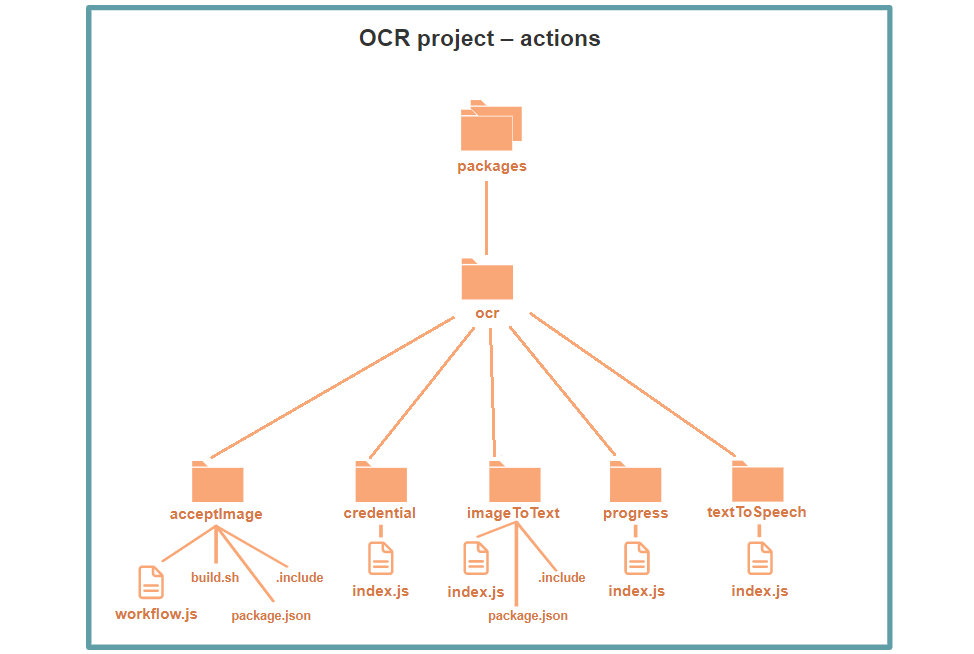 OCR project – actions
packages
ocr
acceptImage
credential
imageToText
progress
textToSpeech
workflow.js
build.sh
package.json
.include
index.js
index.js
package.json
.include
index.js
index.js